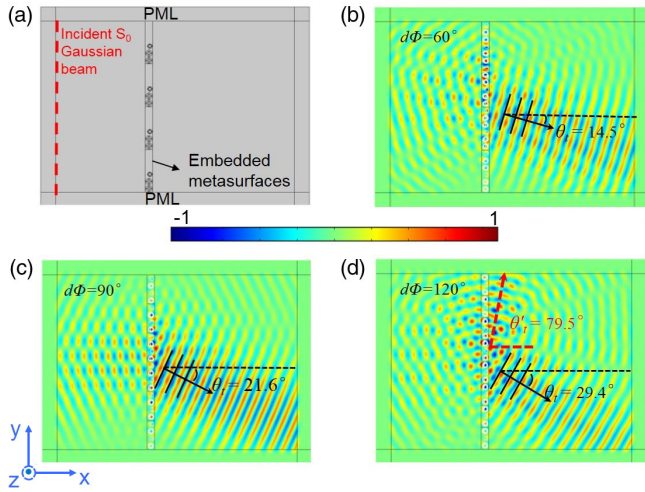 (a)
PML
Incident S₀
Gaussian
beam
Embedded
metasurfaces
PML
(b)
dΦ=60°
θt = 14.5°
-1
1
(c)
dΦ=90°
θt = 21.6°
(d)
dΦ=120°
θ't = 79.5°
θt = 29.4°
y
z
x